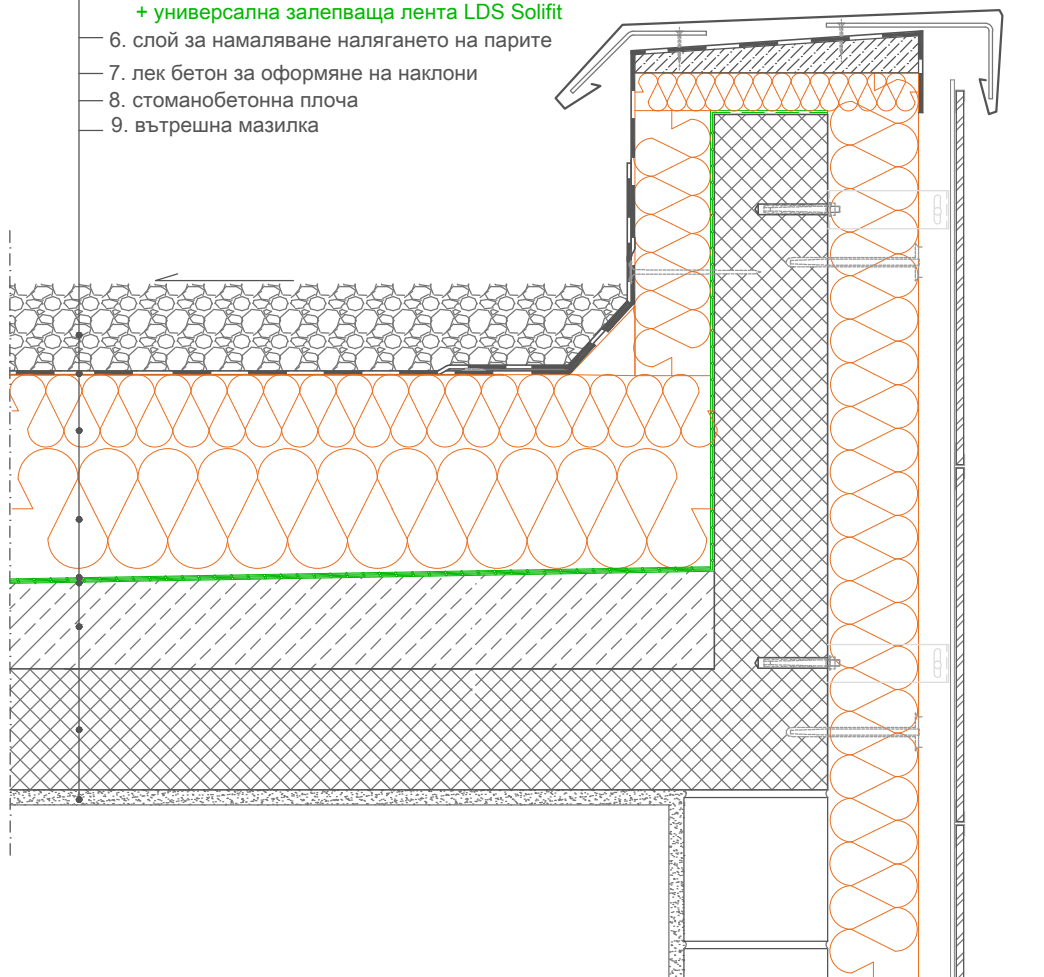 + универсална залепваща лента LDS Solifit
6. слой за намаляване налягането на парите
7. лек бетон за оформяне на наклони
8. стоманобетонна плоча
9. вътрешна мазилка